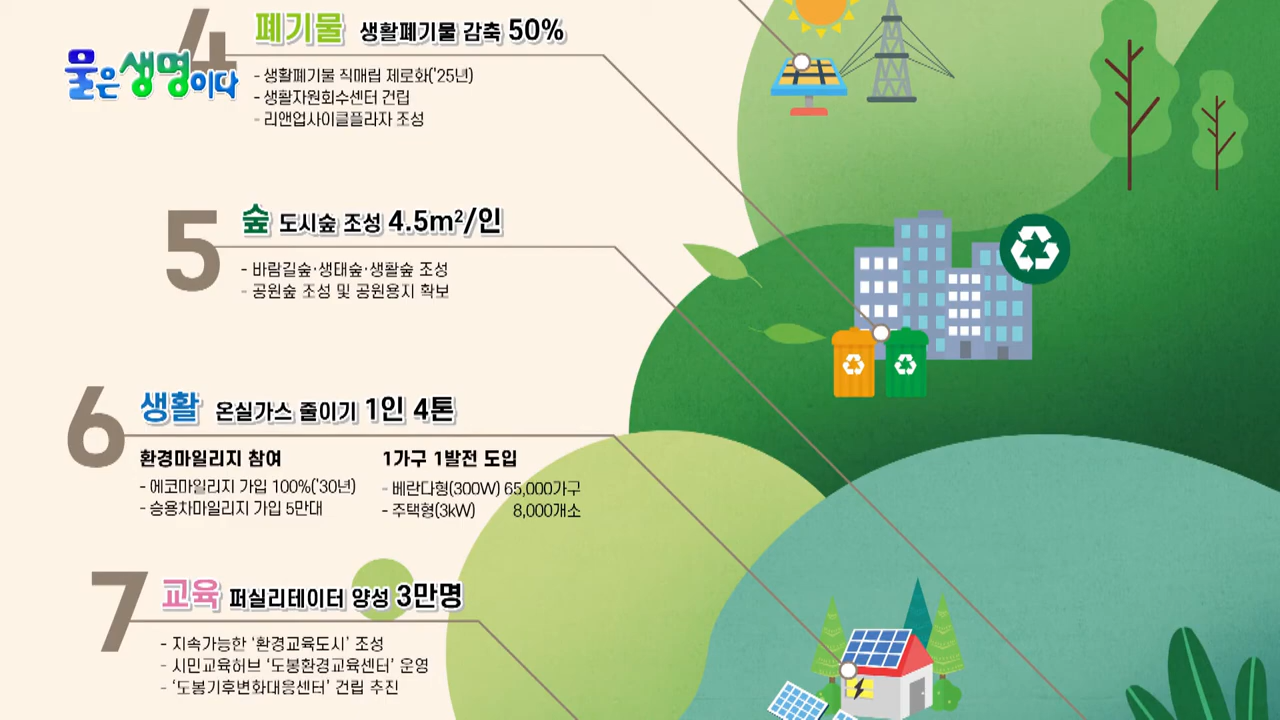 4 폐기물 생활폐기물 감축 50%
물은 생명이다
- 생활폐기물 직매립 제로화('25년)
- 생활자원회수센터 건립
- 리앤업사이클플라자 조성
5 숲 도시숲 조성 4.5m²/인
- 바람길숲·생태숲·생활숲 조성
- 공원숲 조성 및 공원용지 확보
6 생활 온실가스 줄이기 1인 4톤
환경마일리지 참여
- 에코마일리지 가입 100%('30년)
- 승용차마일리지 가입 5만대
1가구 1발전 도입
- 베란다형(300W) 65,000가구
- 주택형(3kW) 8,000개소
7 교육 퍼실리테이터 양성 3만명
- 지속가능한 '환경교육도시' 조성
- 시민교육허브 '도봉환경교육센터' 운영
- '도봉기후변화대응센터' 건립 추진